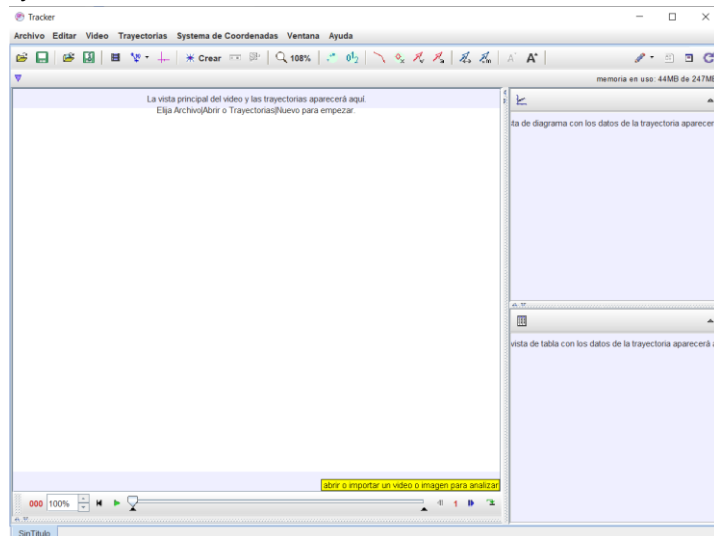 Tracker
Archivo Editar Video Trayectorias Systema de Coordenadas Ventana Ayuda
Crear 108%
memoria en uso: 44MB de 247MB
La vista principal del video y las trayectorias aparecerá aquí.
Elija Archivo|Abrir o Trayectorias|Nuevo para empezar.
ta de diagrama con los datos de la trayectoria aparecer
vista de tabla con los datos de la trayectoria aparecerá
abrir o importar un video o imagen para analizar
000 100% 1
SinTitulo